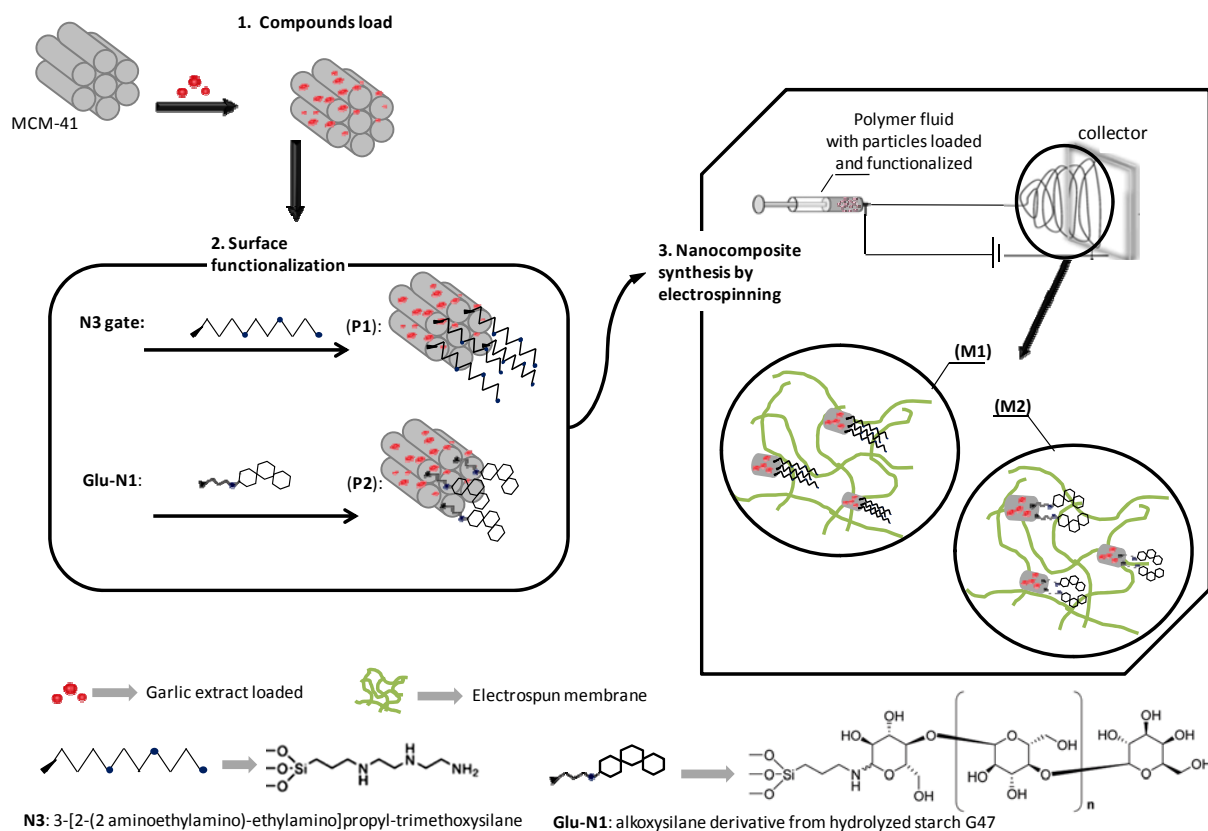 1. Compounds load
MCM-41
2. Surface
functionalization
N3 gate:
(P1):
Glu-N1:
(P2):
3. Nanocomposite
synthesis by
electrospinning
Polymer fluid
with particles loaded
and functionalized
collector
(M1)
(M2)
Garlic extract loaded
Electrospun membrane
O
O Si N H H N NH2
O
N3: 3-[2-(2 aminoethylamino)-ethylamino]propyl-trimethoxysilane
O
O Si N H
O
OH
HO
O
OH
O
OH
O
HO
OH
O
n
OH
OH
HO
O
OH
Glu-N1: alkoxysilane derivative from hydrolyzed starch G47